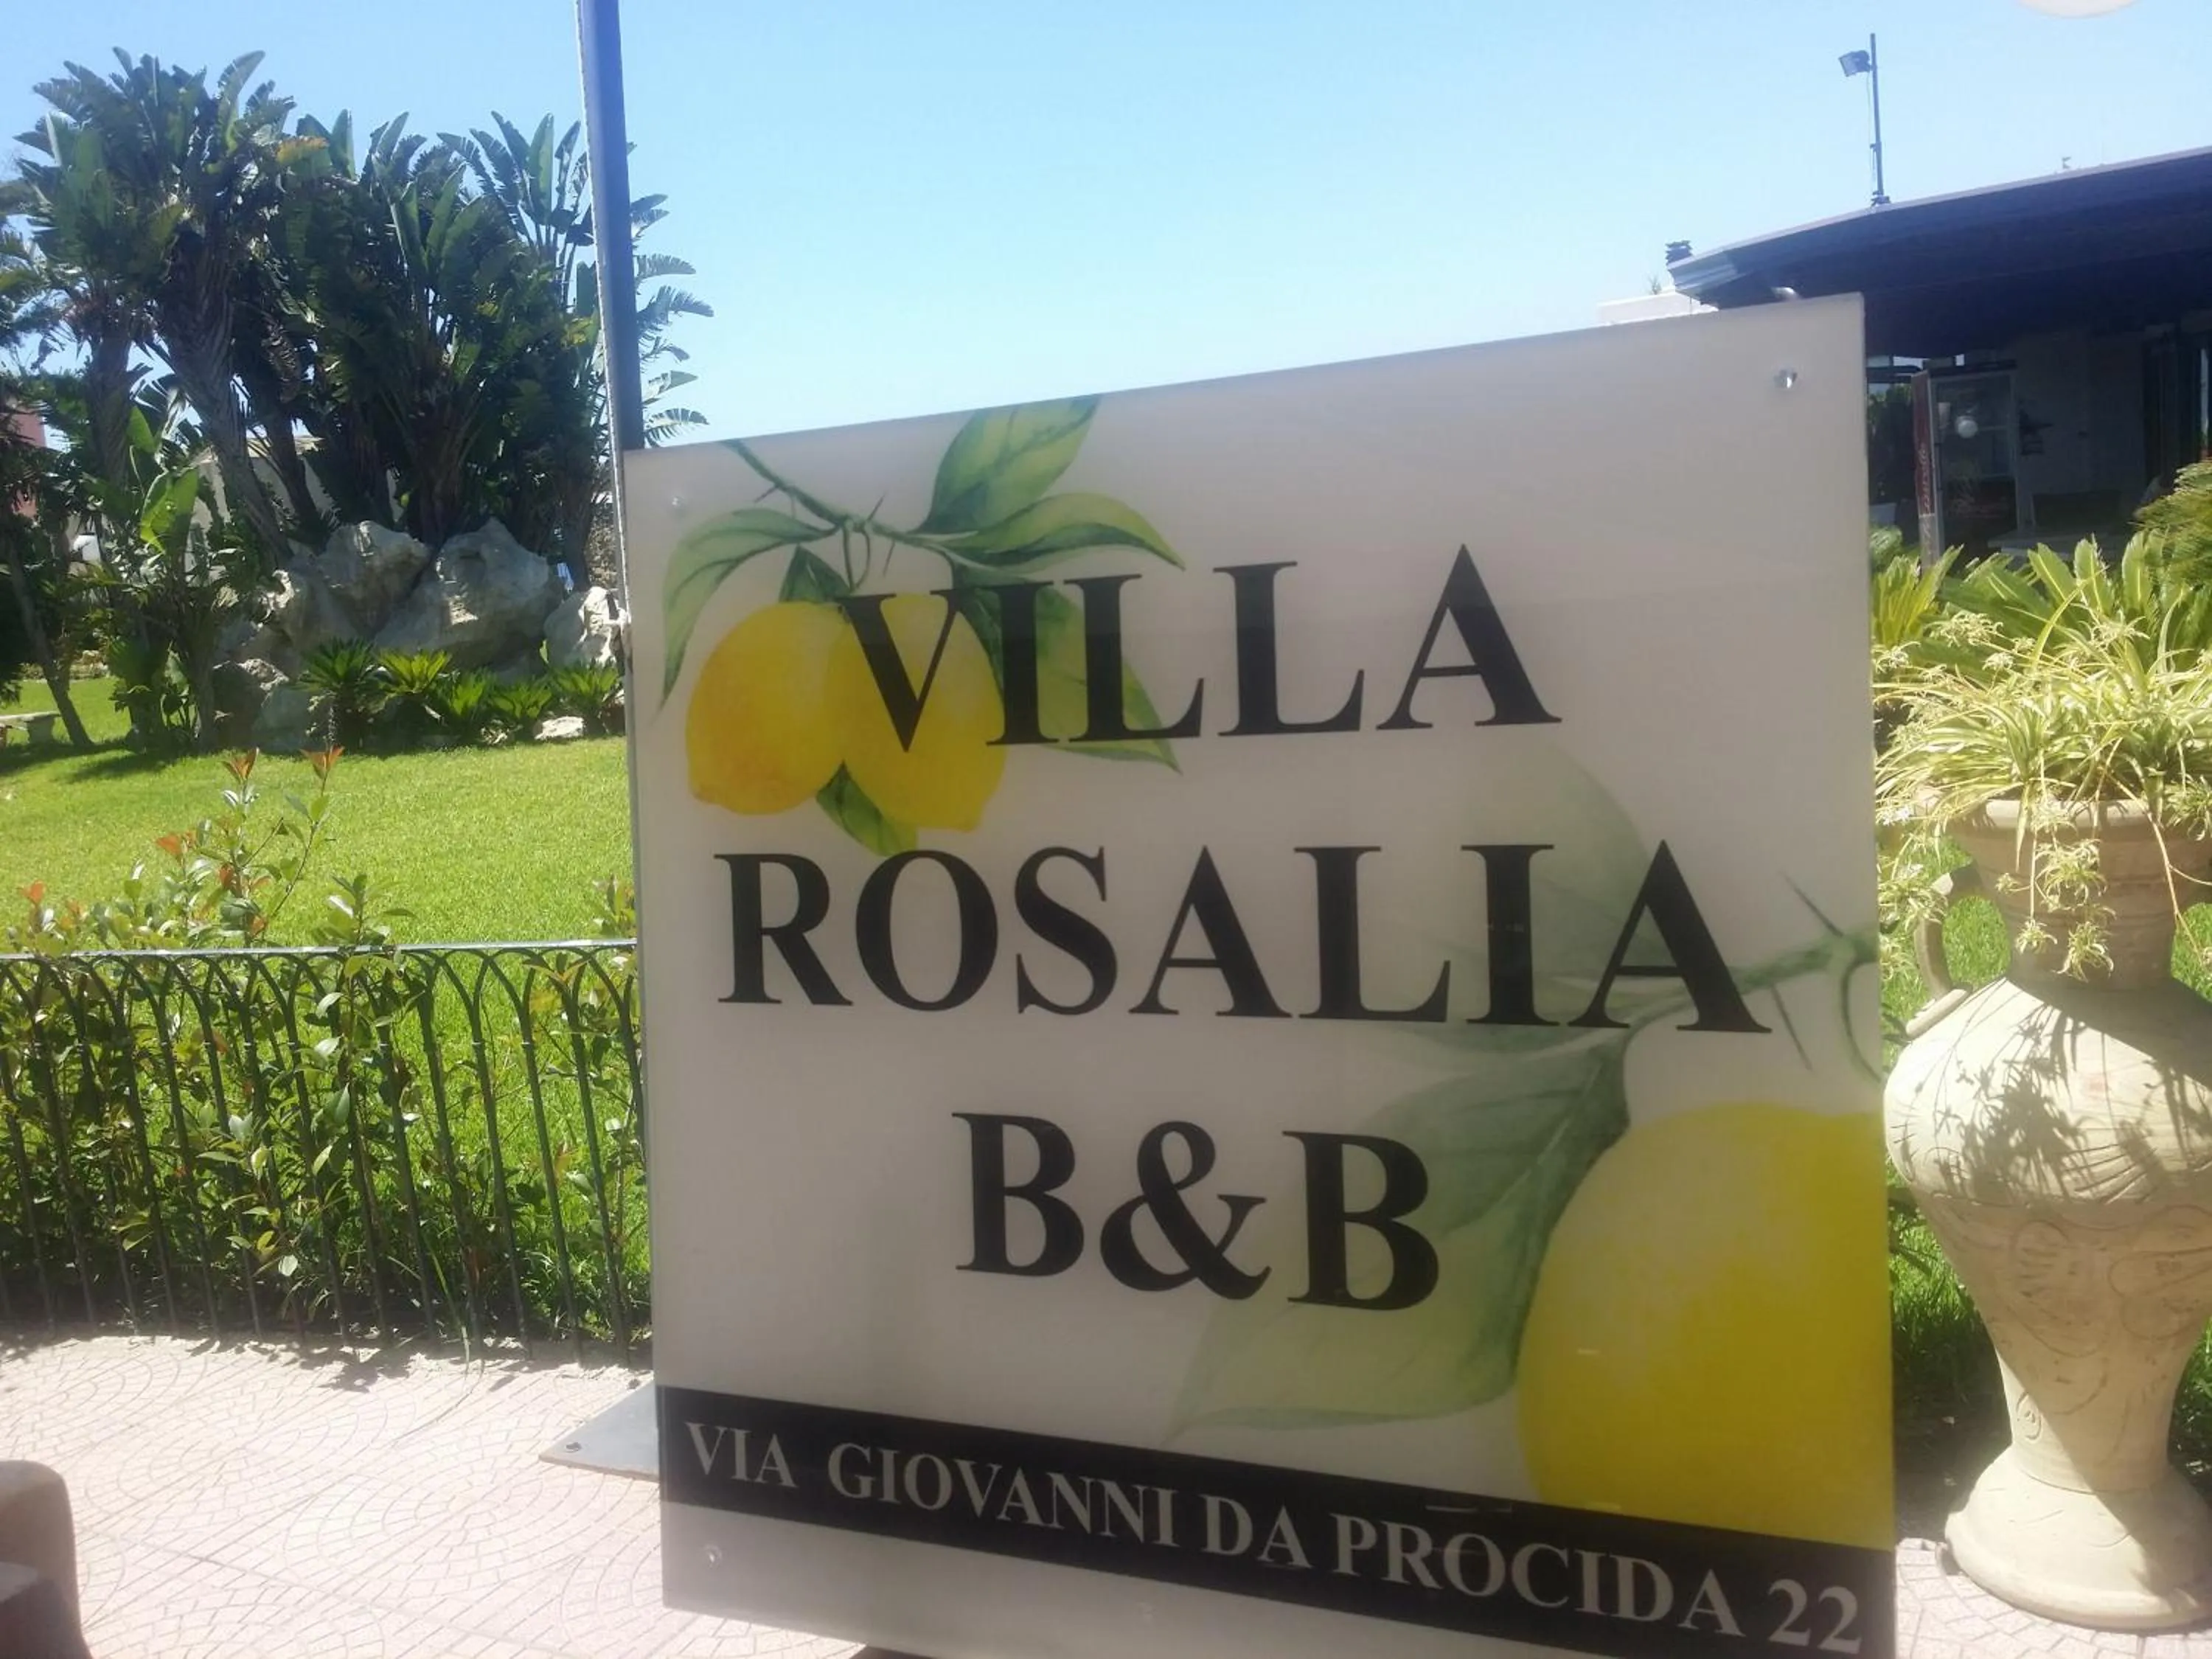 VILLA
ROSALIA
B&B
VIA GIOVANNI DA PROCIDA 22